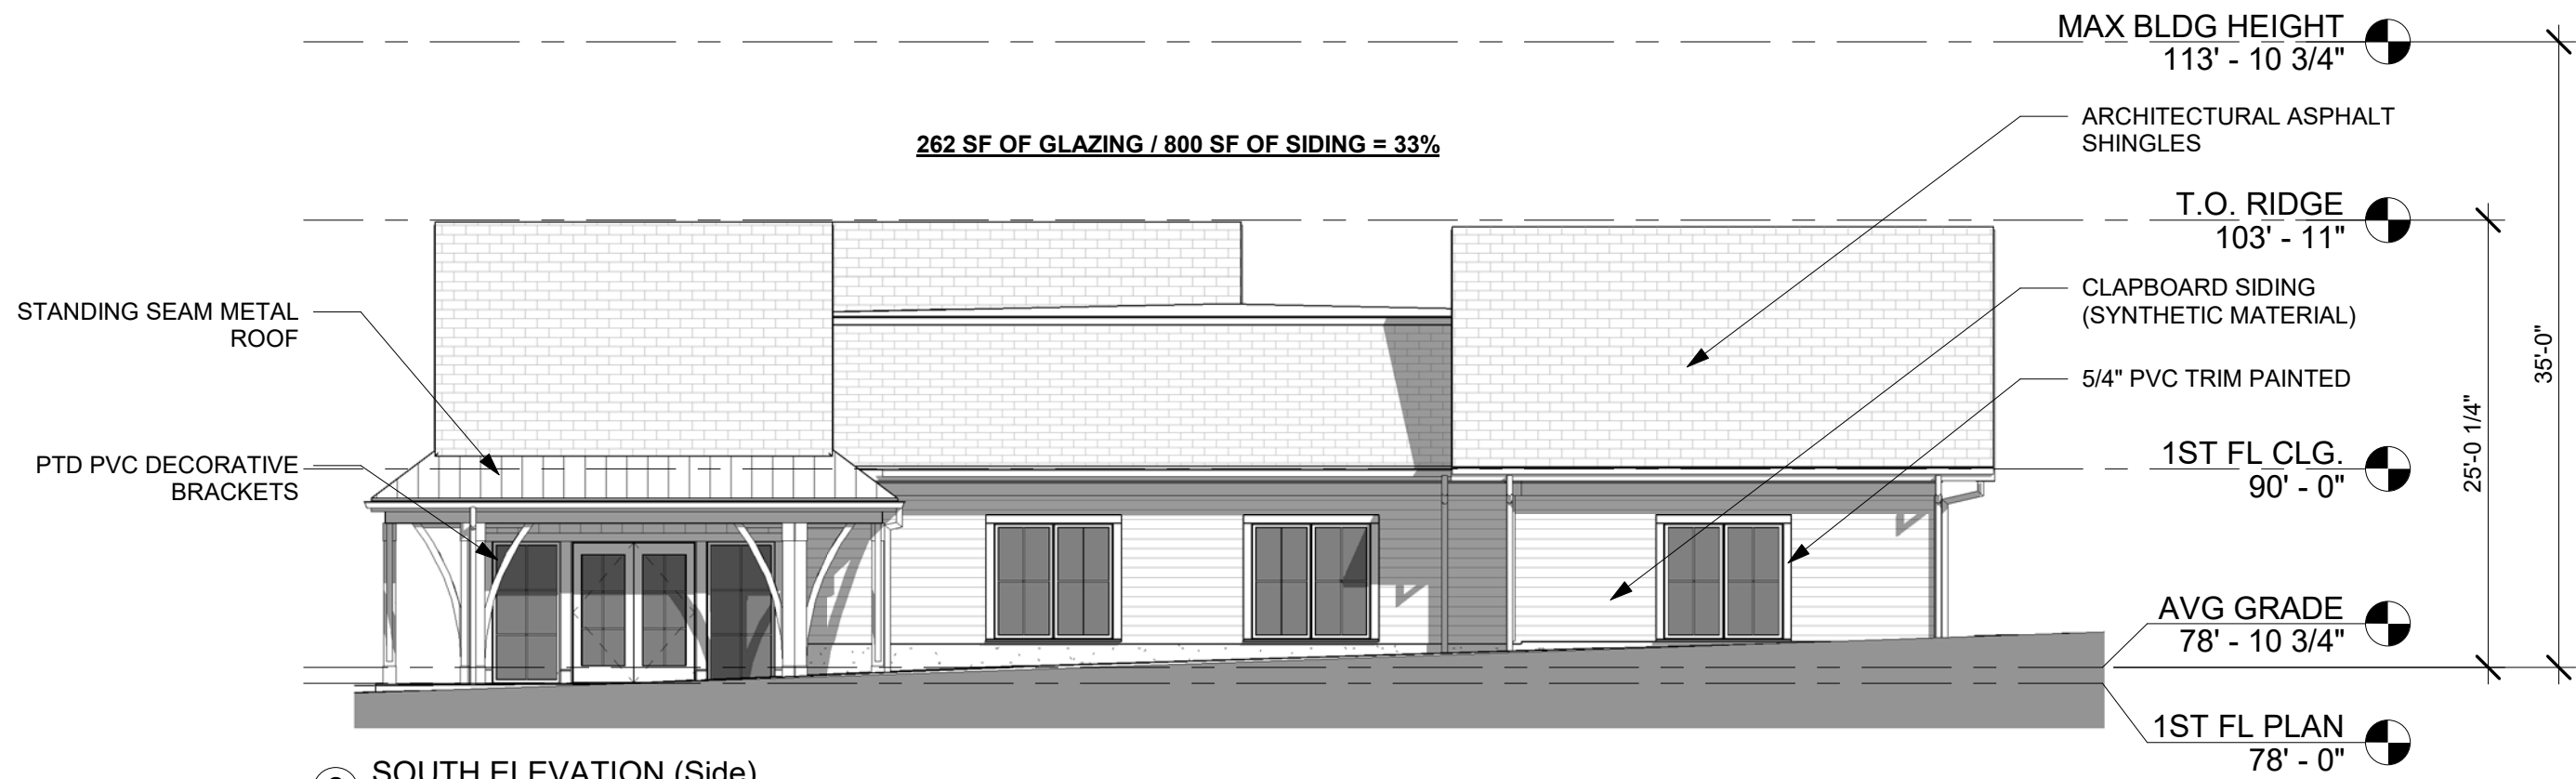 MAX BLDG HEIGHT
113' - 10 3/4"
ARCHITECTURAL ASPHALT
SHINGLES
262 SF OF GLAZING / 800 SF OF SIDING = 33%
T.O. RIDGE
103' - 11"
CLAPBOARD SIDING
(SYNTHETIC MATERIAL)
STANDING SEAM METAL
ROOF
5/4" PVC TRIM PAINTED
35'-0"
25'-0 1/4"
PTD PVC DECORATIVE
BRACKETS
1ST FL CLG.
90' - 0"
AVG GRADE
78' - 10 3/4"
1ST FL PLAN
78' - 0"
SOUTH ELEVATION (Side)